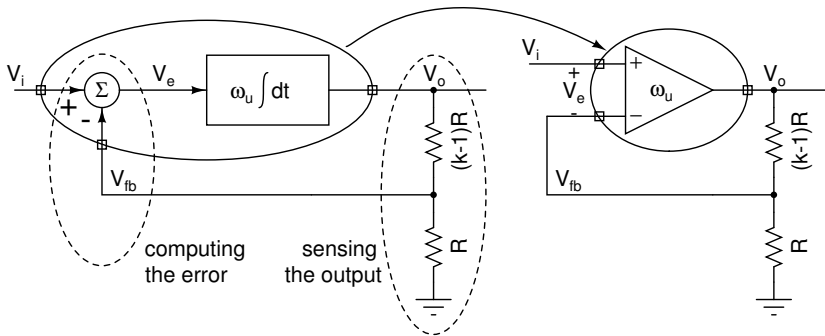 V_i
+
-
Σ
V_e
ω_u ∫ dt
V_o
(k-1)R
V_fb
R
computing
the error
sensing
the output
V_i
+
V_e
-
+
−
ω_u
V_o
(k-1)R
V_fb
R